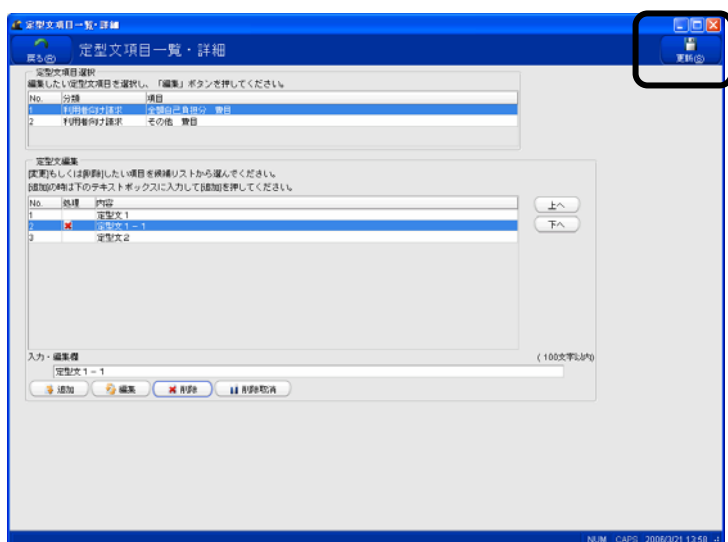 定型文項目一覧・詳細
戻る(B)
定型文項目一覧・詳細
更新(S)
定型文項目選択
編集したい定型文項目を選択し、「編集」ボタンを押してください。
No. 分類 項目
1 利用者向け請求 全額自己負担分 費目
2 利用者向け請求 その他 費目
定型文編集
[変更]もしくは[削除]したい項目を候補リストから選んでください。
[追加]の時は下のテキストボックスに入力して[追加]を押してください。
No. 処理 内容
1 定型文1
2 定型文1-1
3 定型文2
上へ
下へ
入力・編集欄 (100文字以内)
定型文1-1
追加 編集 削除 削除取消
NUM CAPS 2006/3/21 13:58